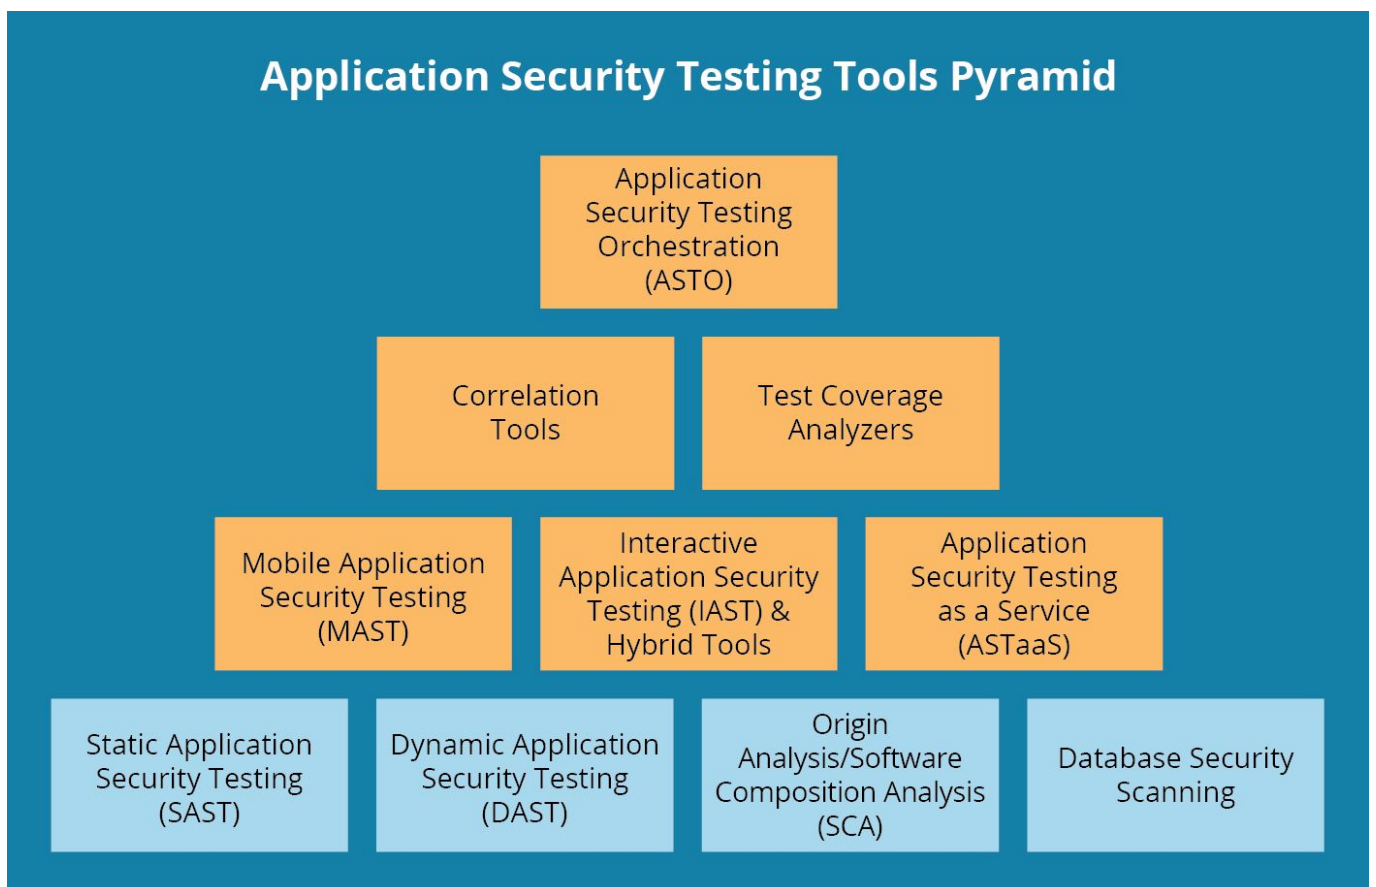 Application Security Testing Tools Pyramid
Application
Security Testing
Orchestration
(ASTO)
Correlation
Tools
Test Coverage
Analyzers
Mobile Application
Security Testing
(MAST)
Interactive
Application Security
Testing (IAST) &
Hybrid Tools
Application
Security Testing
as a Service
(ASTaaS)
Static Application
Security Testing
(SAST)
Dynamic Application
Security Testing
(DAST)
Origin
Analysis/Software
Composition Analysis
(SCA)
Database Security
Scanning